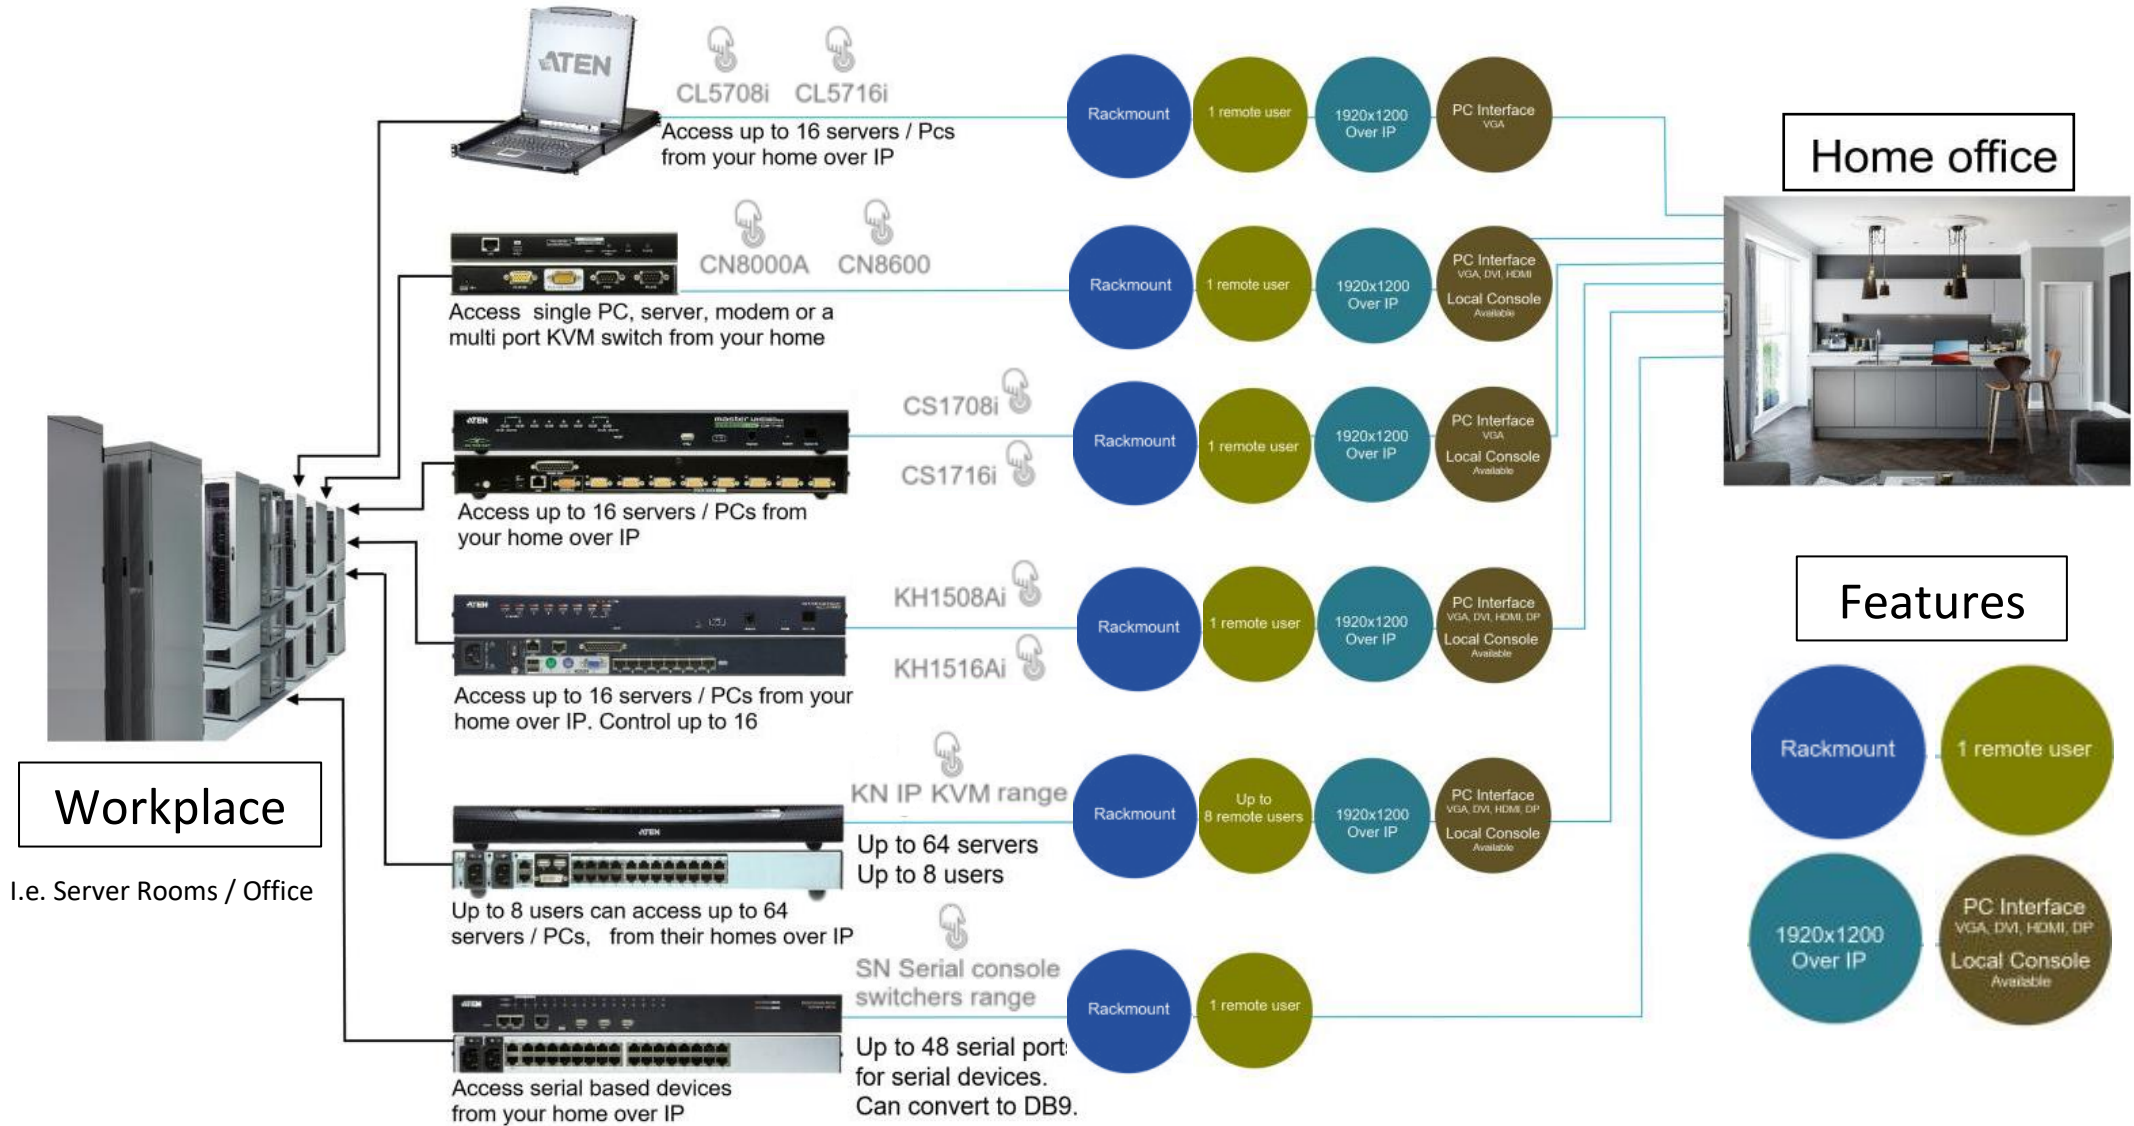 ATEN
CL5708i CL5716i
Access up to 16 servers / Pcs
from your home over IP
Rackmount
1 remote user
1920x1200
Over IP
PC Interface
VGA
Home office
CN8000A CN8600
Access single PC, server, modem or a
multi port KVM switch from your home
Rackmount
1 remote user
1920x1200
Over IP
PC Interface
VGA, DVI, HDMI
Local Console
Available
ATEN
CS1708i
CS1716i
Access up to 16 servers / PCs from
your home over IP
Rackmount
1 remote user
1920x1200
Over IP
PC Interface
VGA
Local Console
Available
ATEN
KH1508Ai
KH1516Ai
Access up to 16 servers / PCs from your
home over IP. Control up to 16
Rackmount
1 remote user
1920x1200
Over IP
PC Interface
VGA, DVI, HDMI, DP
Local Console
Available
Features
Rackmount
1 remote user
1920x1200
Over IP
PC Interface
VGA, DVI, HDMI, DP
Local Console
Available
Workplace
I.e. Server Rooms / Office
ATEN
KN IP KVM range
Up to 64 servers
Up to 8 users
Up to 8 users can access up to 64
servers / PCs, from their homes over IP
Rackmount
Up to
8 remote users
1920x1200
Over IP
PC Interface
VGA, DVI, HDMI, DP
Local Console
Available
ATEN
SN Serial console
switchers range
Up to 48 serial ports
for serial devices.
Can convert to DB9.
Access serial based devices
from your home over IP
Rackmount
1 remote user